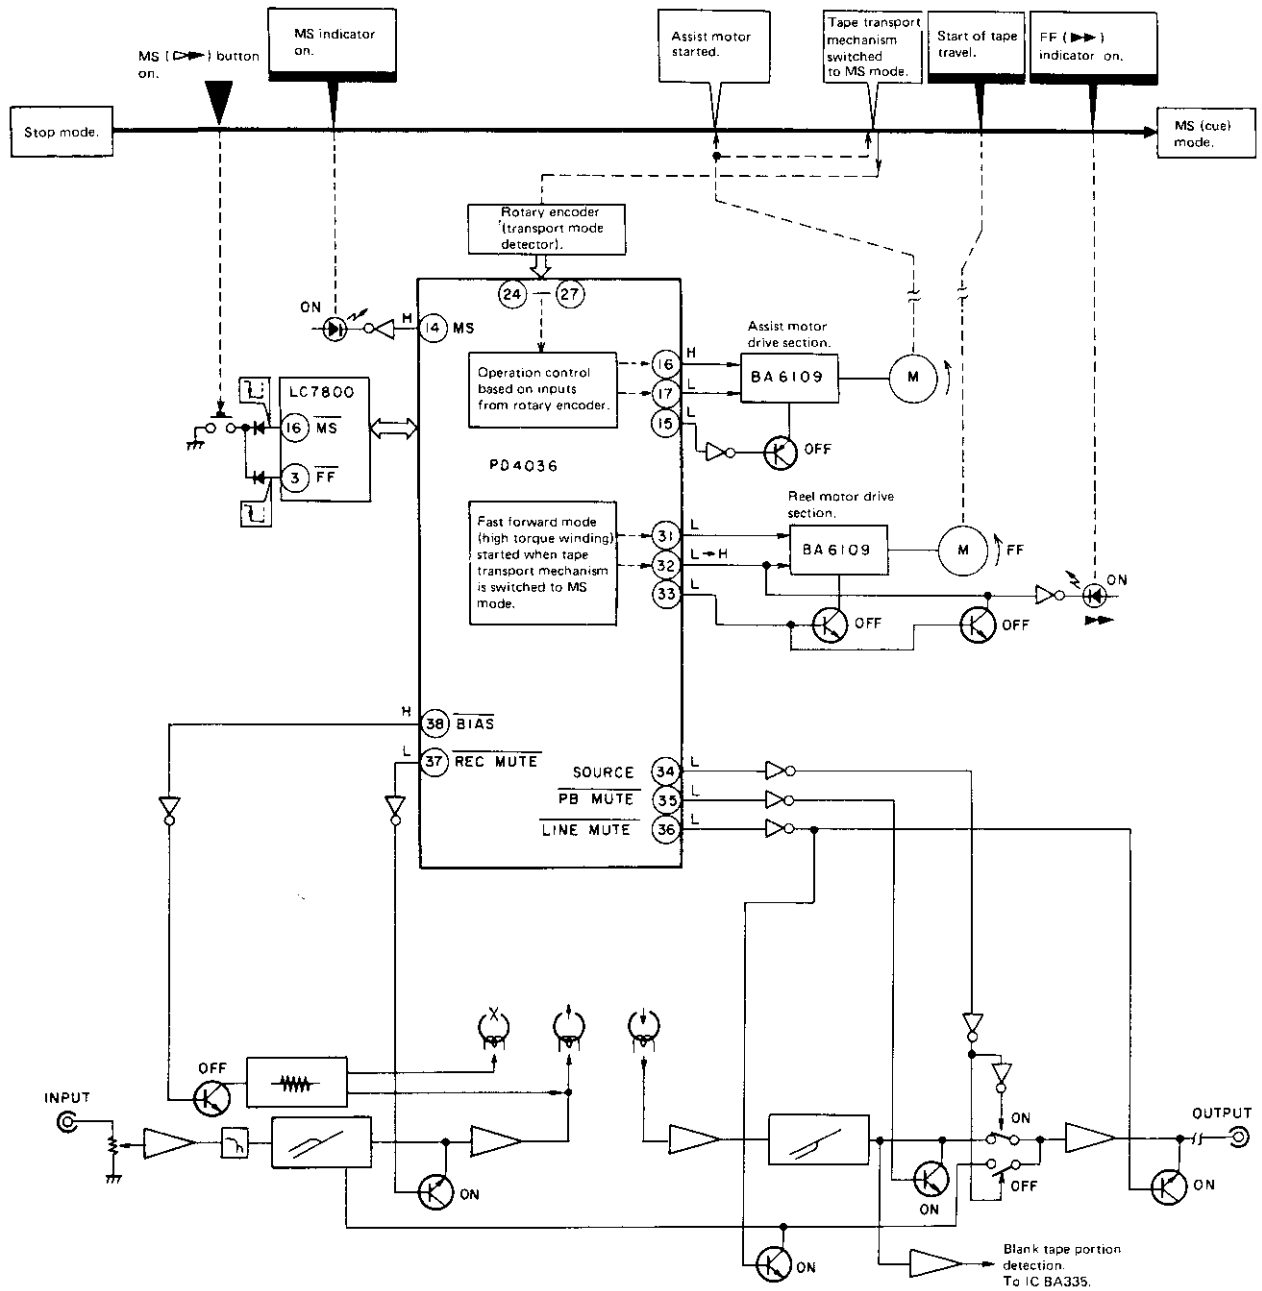 MS indicator
on.
Assist motor
started.
Tape transport
mechanism
switched
to MS mode.
Start of tape
travel.
FF (▶▶)
indicator on.
MS (▷▶) button
on.
Stop mode.
MS (cue)
mode.
Rotary encoder
(transport mode
detector).
24 — 27
ON
H
14 MS
Operation control
based on inputs
from rotary encoder.
16 H
17 L
15 L
Assist motor
drive section.
BA6109
M
OFF
LC7800
16 MS
3 FF
PD4036
Fast forward mode
(high torque winding)
started when tape
transport mechanism
is switched to MS
mode.
31 L
32 L→H
33 L
Reel motor drive
section.
BA6109
M
FF
OFF
OFF
ON
▶▶
H
38 BIAS
L
37 REC MUTE
SOURCE 34 L
PB MUTE 35 L
LINE MUTE 36 L
X
OFF
INPUT
ON
ON
ON
OFF
OUTPUT
ON
ON
Blank tape portion
detection.
To IC BA335.